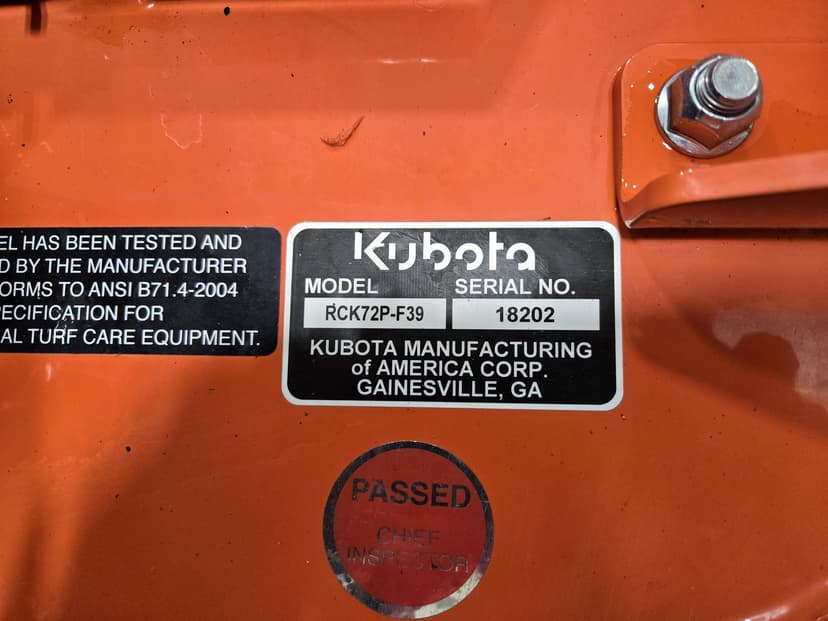 EL HAS BEEN TESTED AND
D BY THE MANUFACTURER
ORMS TO ANSI B71.4-2004
PECIFICATION FOR
AL TURF CARE EQUIPMENT.
Kubota
MODEL SERIAL NO.
RCK72P-F39 18202
KUBOTA MANUFACTURING
of AMERICA CORP.
GAINESVILLE, GA
PASSED
CHIEF
INSPECTOR